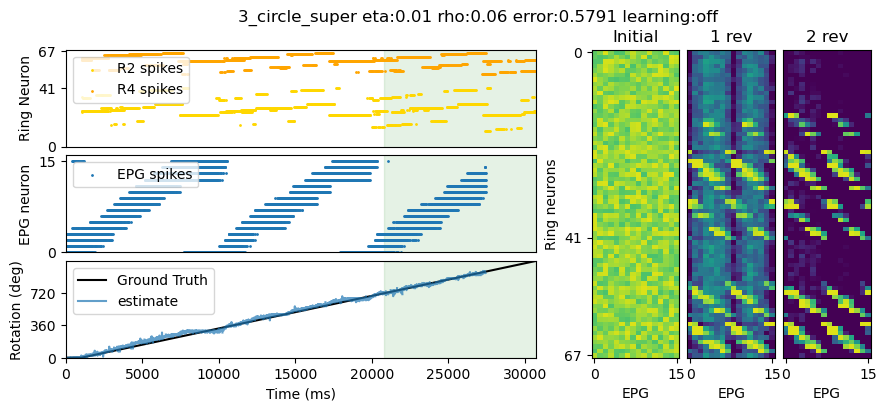 3_circle_super eta:0.01 rho:0.06 error:0.5791 learning:off
Ring Neuron
67
41
0
R2 spikes
R4 spikes
EPG neuron
15
0
EPG spikes
Rotation (deg)
720
360
0
Ground Truth
estimate
0 5000 10000 15000 20000 25000 30000
Time (ms)
Initial 1 rev 2 rev
Ring neurons
0
41
67
0 15 0 15 0 15
EPG EPG EPG